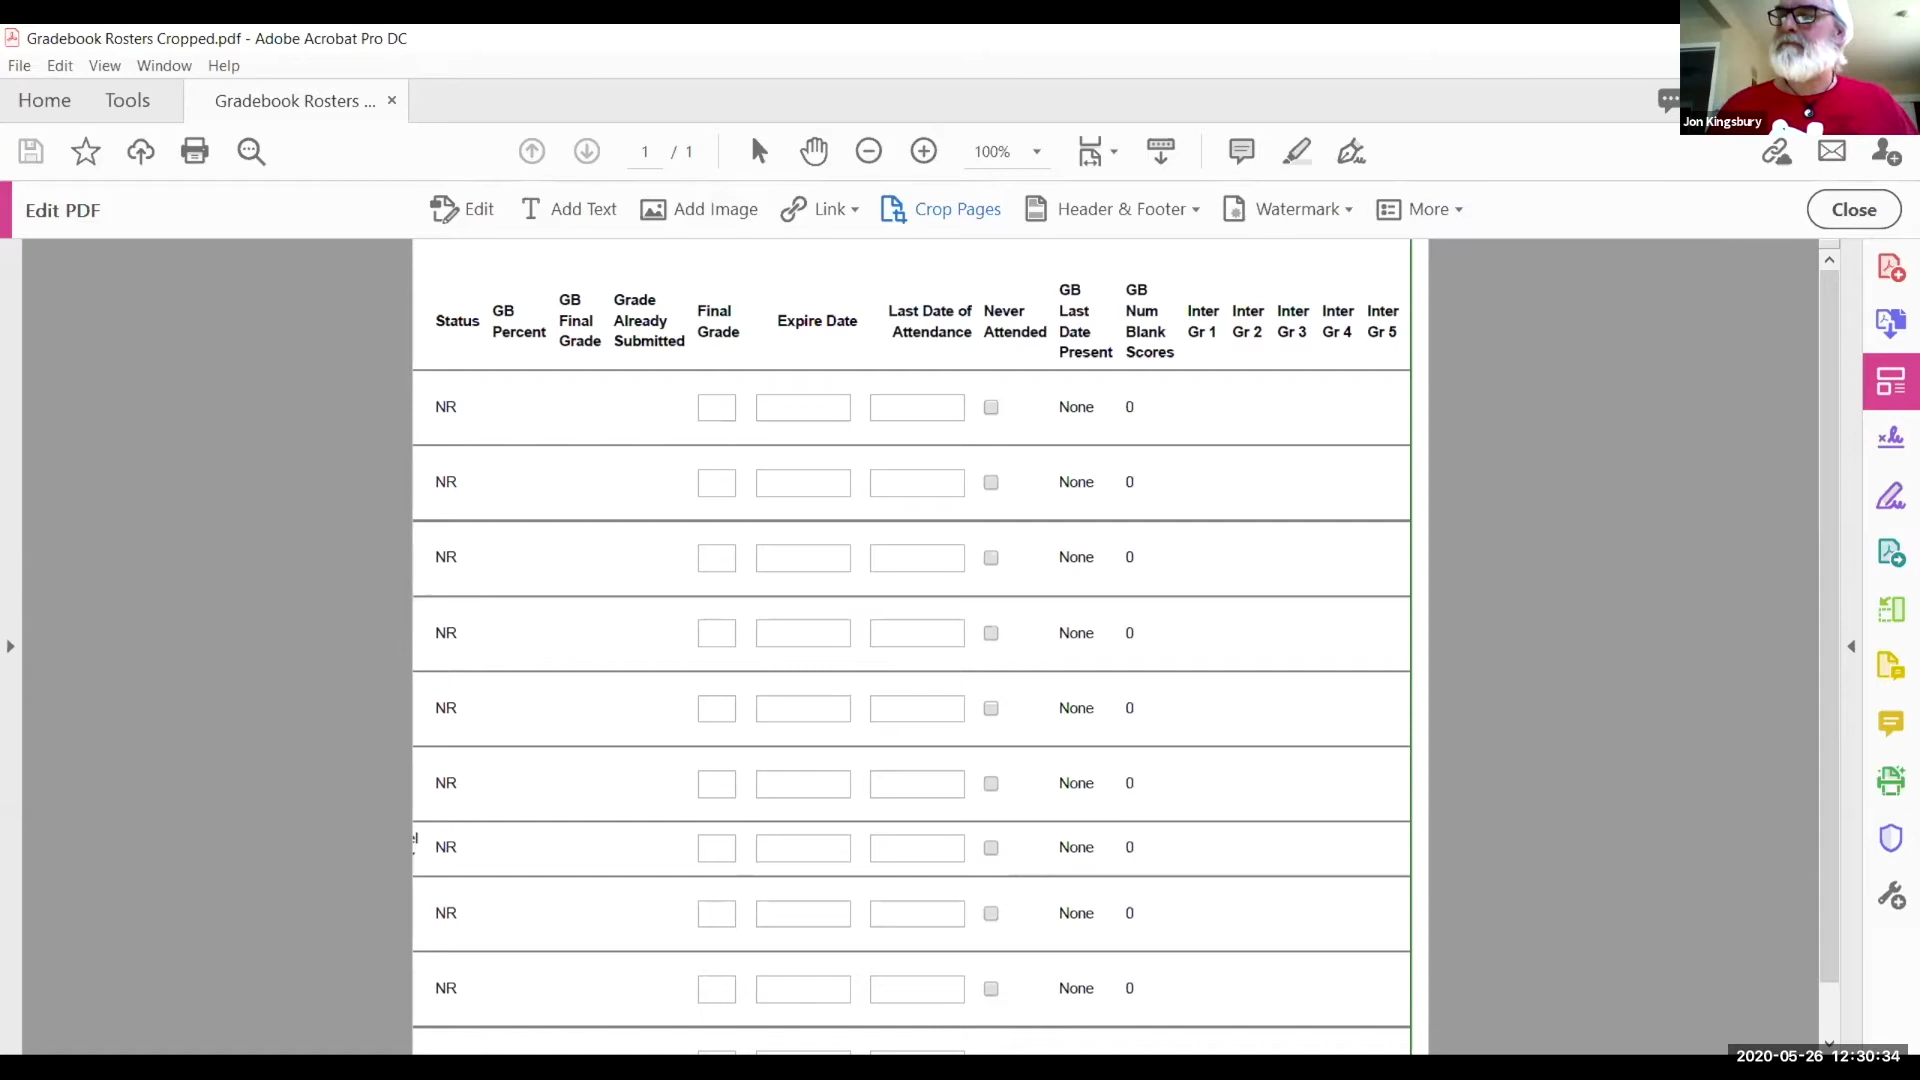 Gradebook Rosters Cropped.pdf - Adobe Acrobat Pro DC
File Edit View Window Help
Home Tools Gradebook Rosters ... ×
Jon Kingsbury
1 / 1 100%
Edit PDF Edit Add Text Add Image Link Crop Pages Header & Footer Watermark More Close
Status GB Percent GB Final Grade Grade Already Submitted Final Grade Expire Date Last Date of Attendance Never Attended GB Last Date Present GB Num Blank Scores Inter Gr 1 Inter Gr 2 Inter Gr 3 Inter Gr 4 Inter Gr 5
NR None 0
NR None 0
NR None 0
NR None 0
NR None 0
NR None 0
NR None 0
NR None 0
NR None 0
2020-05-26 12:30:34